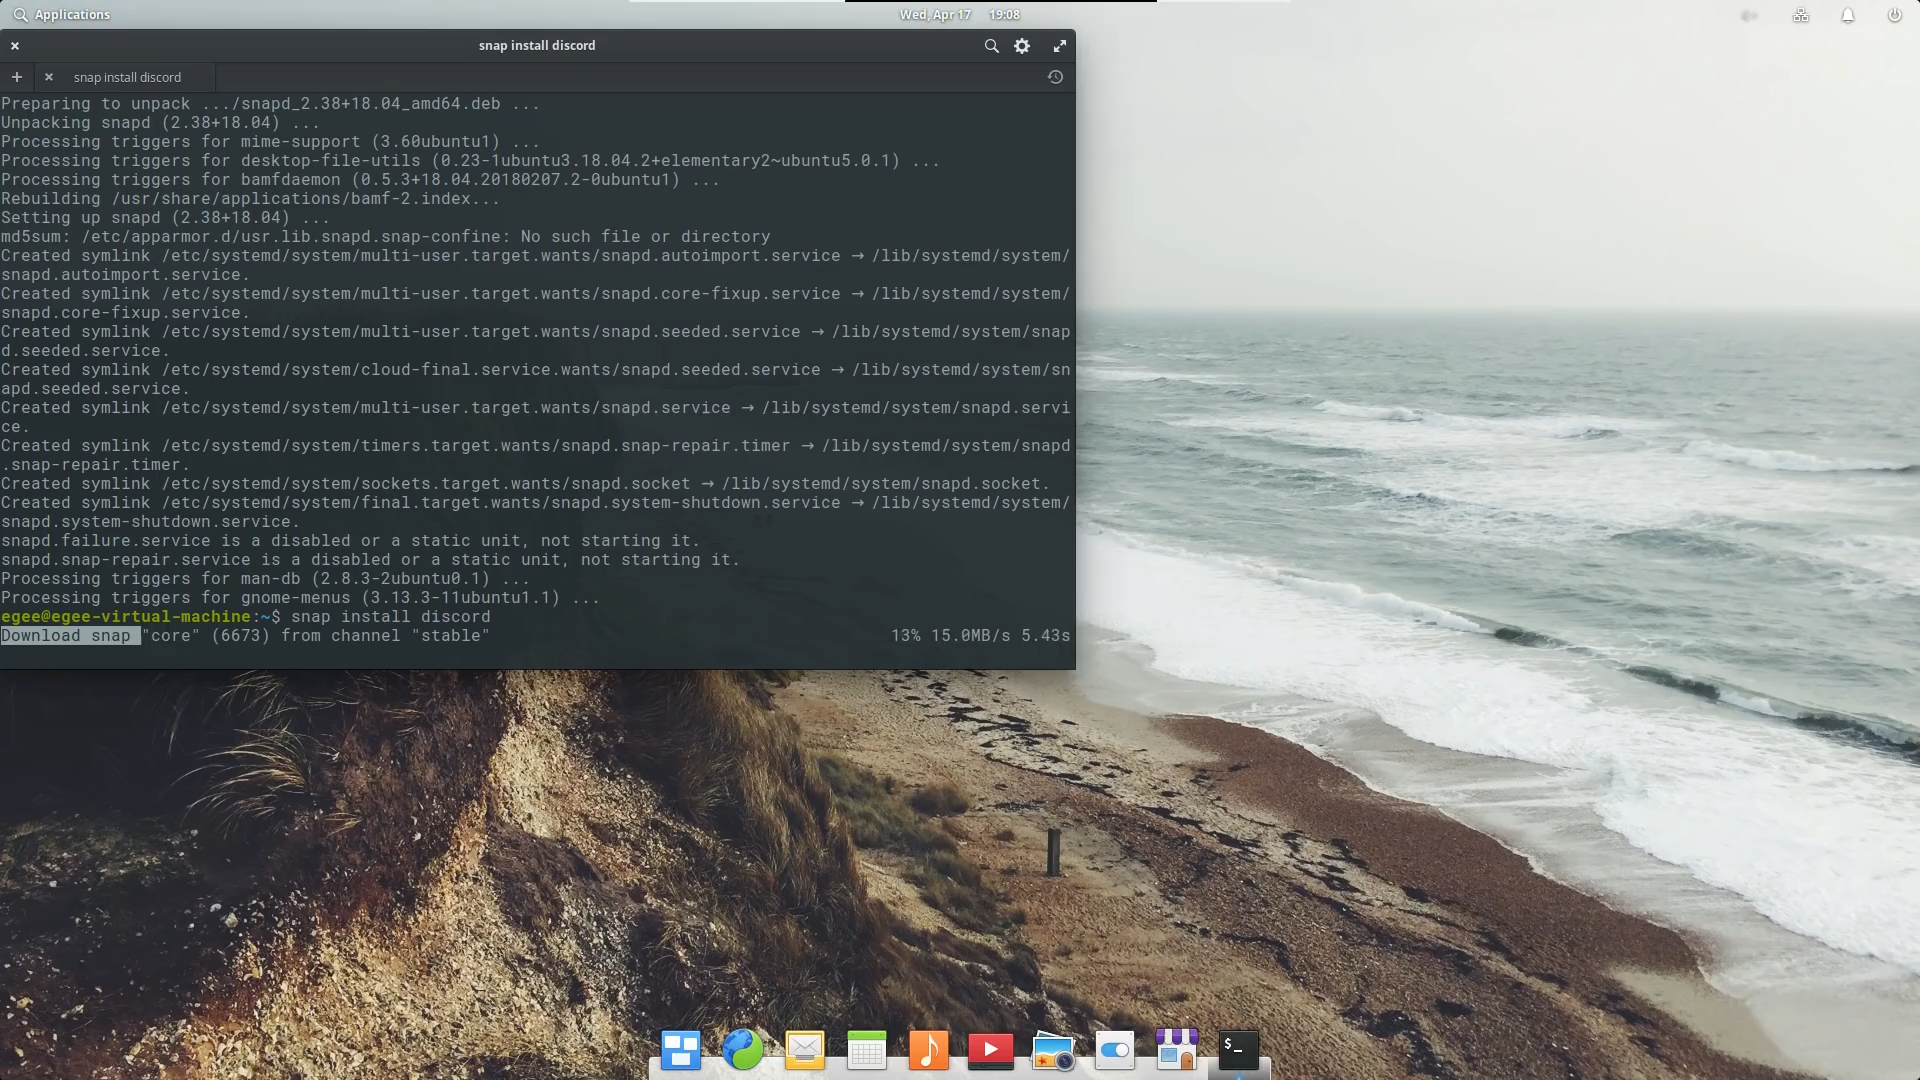 Applications
Wed, Apr 17 19:08
snap install discord
snap install discord
Preparing to unpack .../snapd_2.38+18.04_amd64.deb ...
Unpacking snapd (2.38+18.04) ...
Processing triggers for mime-support (3.60ubuntu1) ...
Processing triggers for desktop-file-utils (0.23-1ubuntu3.18.04.2+elementary2~ubuntu5.0.1) ...
Processing triggers for bamfdaemon (0.5.3+18.04.20180207.2-0ubuntu1) ...
Rebuilding /usr/share/applications/bamf-2.index...
Setting up snapd (2.38+18.04) ...
md5sum: /etc/apparmor.d/usr.lib.snapd.snap-confine: No such file or directory
Created symlink /etc/systemd/system/multi-user.target.wants/snapd.autoimport.service → /lib/systemd/system/
snapd.autoimport.service.
Created symlink /etc/systemd/system/multi-user.target.wants/snapd.core-fixup.service → /lib/systemd/system/
snapd.core-fixup.service.
Created symlink /etc/systemd/system/multi-user.target.wants/snapd.seeded.service → /lib/systemd/system/snap
d.seeded.service.
Created symlink /etc/systemd/system/cloud-final.service.wants/snapd.seeded.service → /lib/systemd/system/sn
apd.seeded.service.
Created symlink /etc/systemd/system/multi-user.target.wants/snapd.service → /lib/systemd/system/snapd.servi
ce.
Created symlink /etc/systemd/system/timers.target.wants/snapd.snap-repair.timer → /lib/systemd/system/snapd
.snap-repair.timer.
Created symlink /etc/systemd/system/sockets.target.wants/snapd.socket → /lib/systemd/system/snapd.socket.
Created symlink /etc/systemd/system/final.target.wants/snapd.system-shutdown.service → /lib/systemd/system/
snapd.system-shutdown.service.
snapd.failure.service is a disabled or a static unit, not starting it.
snapd.snap-repair.service is a disabled or a static unit, not starting it.
Processing triggers for man-db (2.8.3-2ubuntu0.1) ...
Processing triggers for gnome-menus (3.13.3-11ubuntu1.1) ...
egee@egee-virtual-machine:~$ snap install discord
Download snap "core" (6673) from channel "stable" 13% 15.0MB/s 5.43s
$_